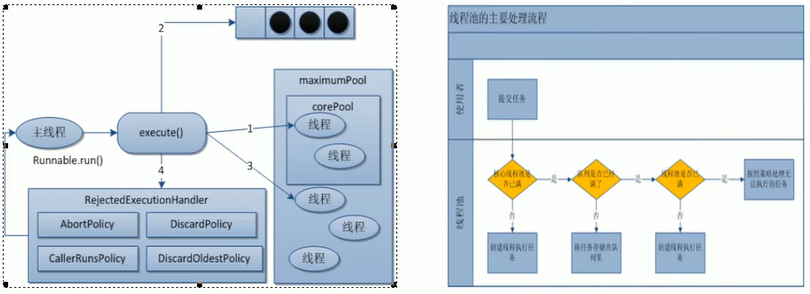 2
maximumPool
corePool
主线程
execute()
1
线程
线程
Runnable.run()
4
3
线程
RejectedExecutionHandler
线程
AbortPolicy
DiscardPolicy
CallerRunsPolicy
DiscardOldestPolicy
线程
线程池的主要处理流程
使用者
提交任务
线程池
核心线程池是
否已满
是
队列是否已经
满了
是
线程池是否已
满
是
按照策略处理无
法执行的任务
否
否
否
创建线程执行任
务
将任务存储在队
列里
创建线程执行任
务